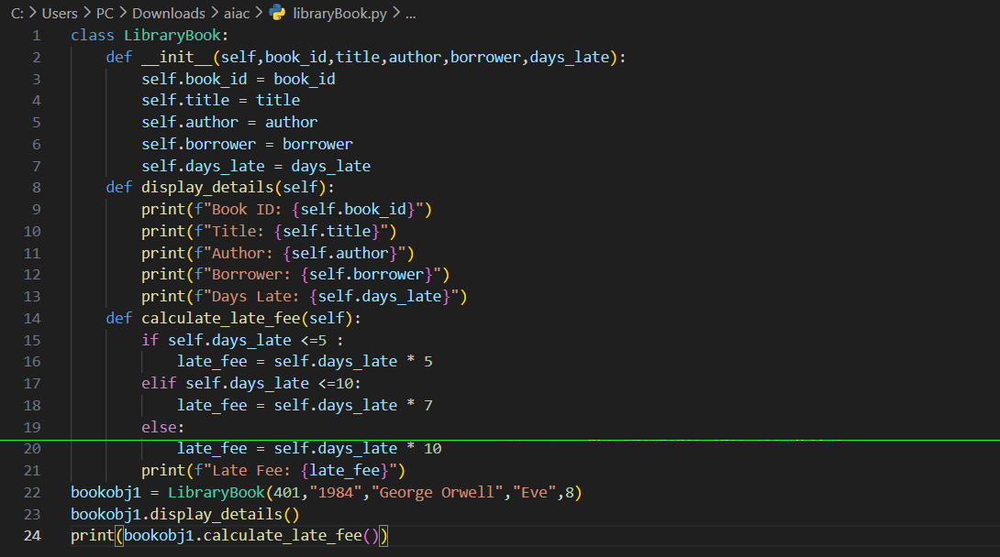 C: > Users > PC > Downloads > aiac > libraryBook.py > ...
1 class LibraryBook:
2     def __init__(self,book_id,title,author,borrower,days_late):
3         self.book_id = book_id
4         self.title = title
5         self.author = author
6         self.borrower = borrower
7         self.days_late = days_late
8     def display_details(self):
9         print(f"Book ID: {self.book_id}")
10         print(f"Title: {self.title}")
11         print(f"Author: {self.author}")
12         print(f"Borrower: {self.borrower}")
13         print(f"Days Late: {self.days_late}")
14     def calculate_late_fee(self):
15         if self.days_late <=5 :
16             late_fee = self.days_late * 5
17         elif self.days_late <=10:
18             late_fee = self.days_late * 7
19         else:
20             late_fee = self.days_late * 10
21         print(f"Late Fee: {late_fee}")
22 bookobj1 = LibraryBook(401,"1984","George Orwell","Eve",8)
23 bookobj1.display_details()
24 print(bookobj1.calculate_late_fee())